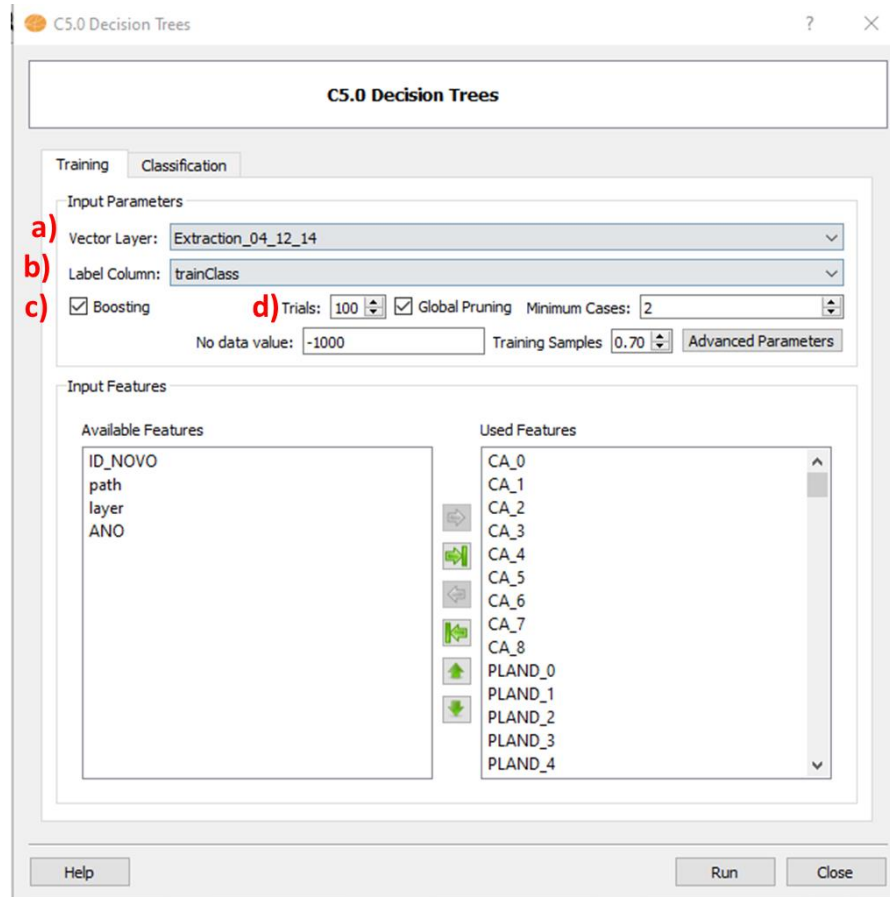 C5.0 Decision Trees ?
C5.0 Decision Trees
Training Classification
Input Parameters
a) Vector Layer: Extraction_04_12_14
b) Label Column: trainClass
c) Boosting d) Trials: 100 Global Pruning Minimum Cases: 2
No data value: -1000 Training Samples 0.70 Advanced Parameters
Input Features
Available Features Used Features
ID_NOVO CA_0
path CA_1
layer CA_2
ANO CA_3
CA_4
CA_5
CA_6
CA_7
CA_8
PLAND_0
PLAND_1
PLAND_2
PLAND_3
PLAND_4
Help Run Close